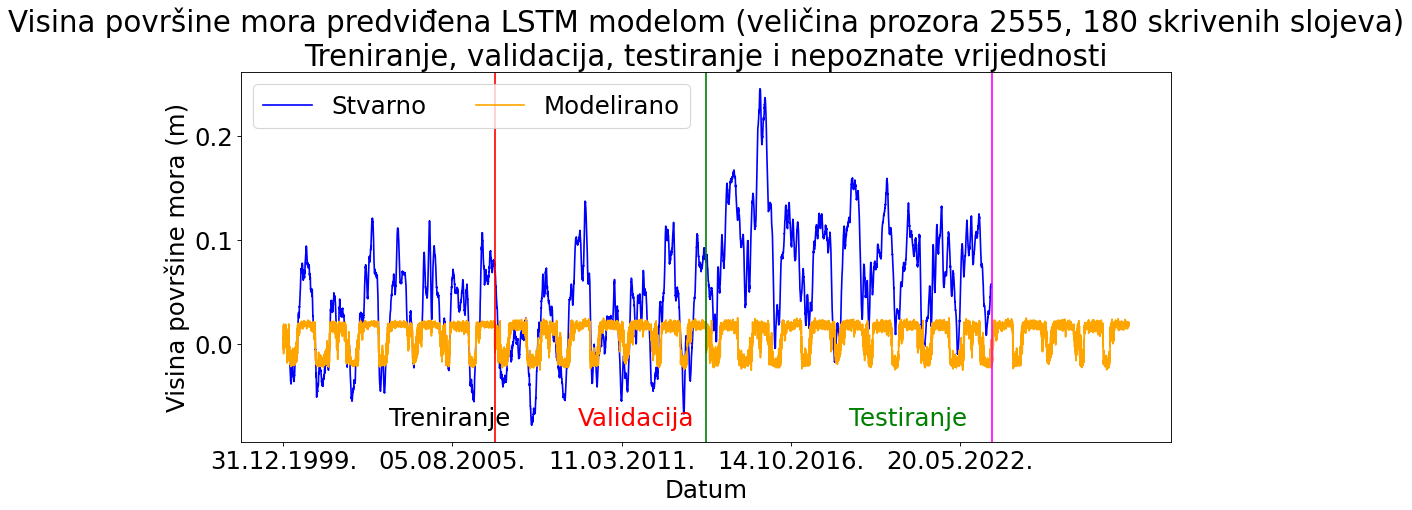 Visina površine mora predviđena LSTM modelom (veličina prozora 2555, 180 skrivenih slojeva)
Treniranje, validacija, testiranje i nepoznate vrijednosti
Stvarno
Modelirano
Visina površine mora (m)
0.2
0.1
0.0
Treniranje
Validacija
Testiranje
31.12.1999.
05.08.2005.
11.03.2011.
14.10.2016.
20.05.2022.
Datum